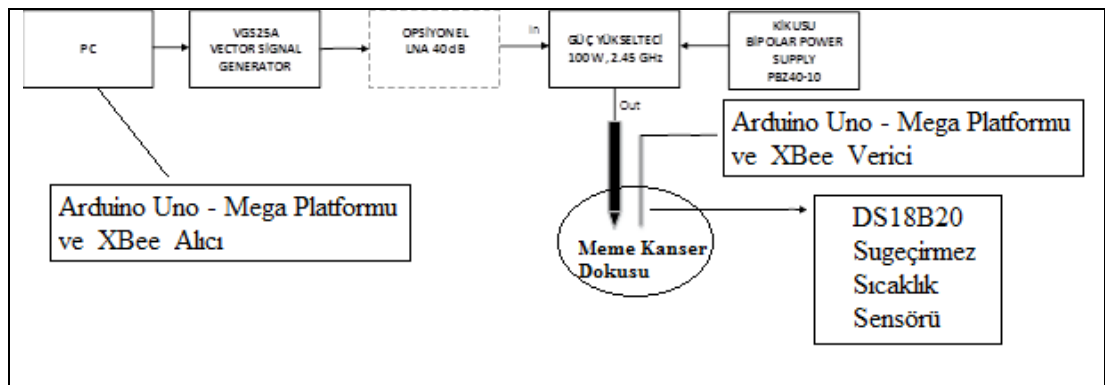 PC
VGS25A
VECTOR SİGNAL
GENERATOR
OPSİYONEL
LNA 40 dB
In
GÜÇ YÜKSELTECİ
100 W, 2.45 GHz
KİKUSU
BIPOLAR POWER
SUPPLY
PBZ40-10
Out
Arduino Uno - Mega Platformu
ve XBee Verici
Arduino Uno - Mega Platformu
ve XBee Alıcı
Meme Kanser
Dokusu
DS18B20
Sugeçirmez
Sıcaklık
Sensörü